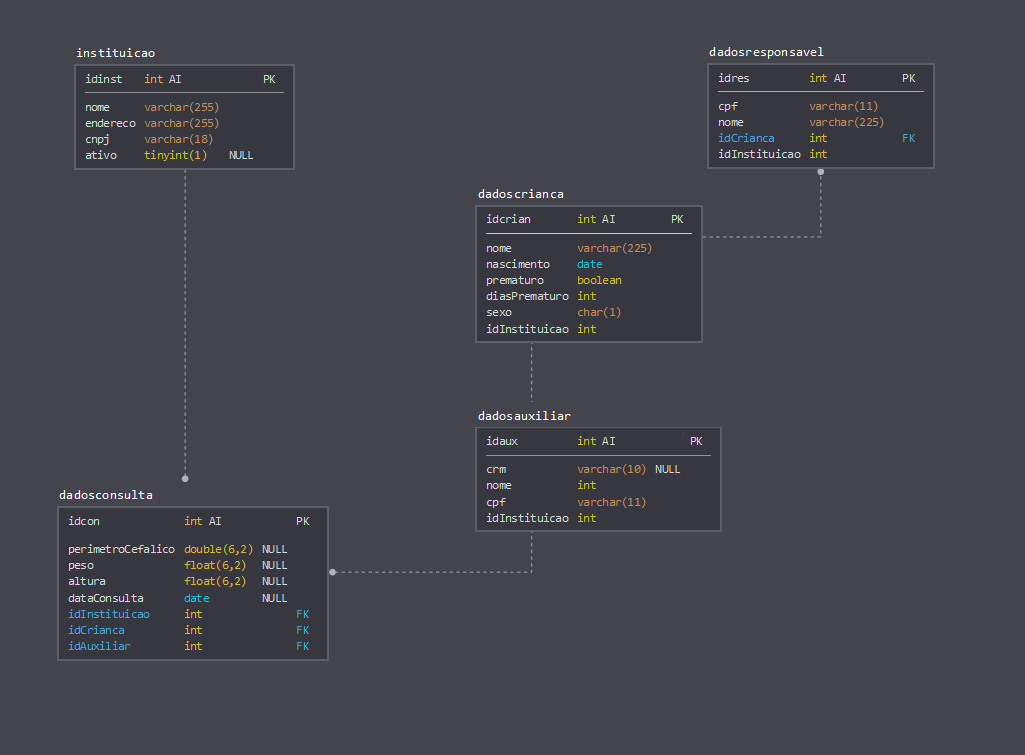 instituicao
idinst int AI PK
nome varchar(255)
endereco varchar(255)
cnpj varchar(18)
ativo tinyint(1) NULL
dadosresponsavel
idres int AI PK
cpf varchar(11)
nome varchar(225)
idCrianca int FK
idInstituicao int
dadoscrianca
idcrian int AI PK
nome varchar(225)
nascimento date
prematuro boolean
diasPrematuro int
sexo char(1)
idInstituicao int
dadosauxiliar
idaux int AI PK
crm varchar(10) NULL
nome int
cpf varchar(11)
idInstituicao int
dadosconsulta
idcon int AI PK
perimetroCefalico double(6,2) NULL
peso float(6,2) NULL
altura float(6,2) NULL
dataConsulta date NULL
idInstituicao int FK
idCrianca int FK
idAuxiliar int FK